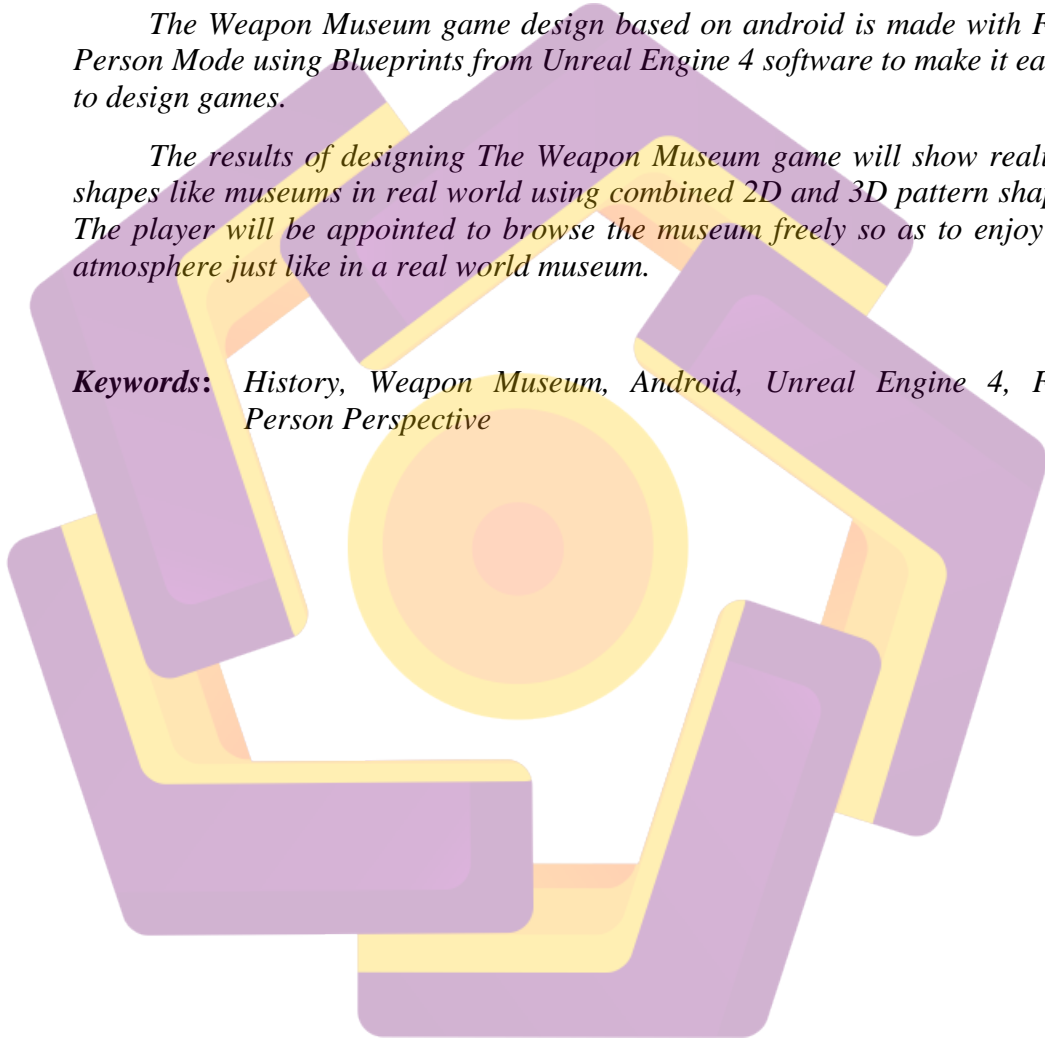 The Weapon Museum game design based on android is made with F
Person Mode using Blueprints from Unreal Engine 4 software to make it ea
to design games.
The results of designing The Weapon Museum game will show reali
shapes like museums in real world using combined 2D and 3D pattern shap
The player will be appointed to browse the museum freely so as to enjoy
atmosphere just like in a real world museum.
Keywords: History, Weapon Museum, Android, Unreal Engine 4, F
Person Perspective